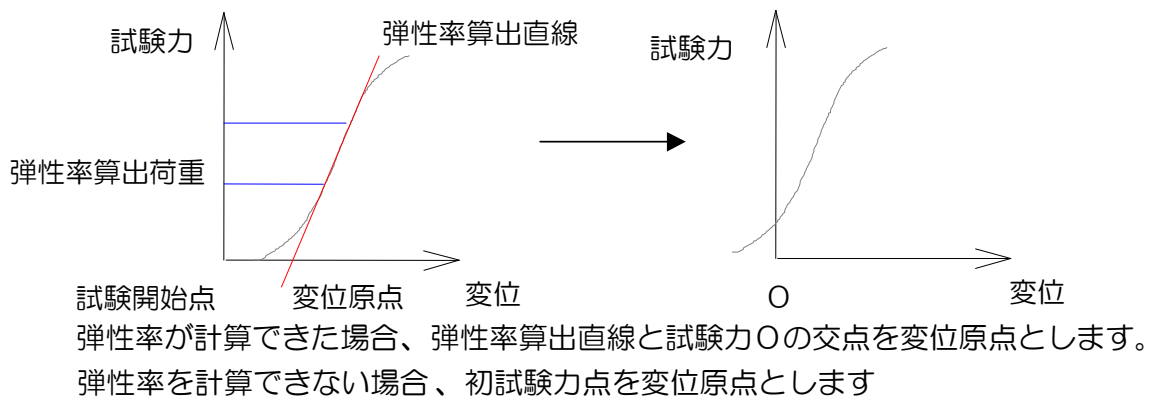 試験力
弾性率算出直線
弾性率算出荷重
試験開始点
変位原点
変位
試験力
O
変位
弾性率が計算できた場合、弾性率算出直線と試験力Oの交点を変位原点とします。
弾性率を計算できない場合、初試験力点を変位原点とします